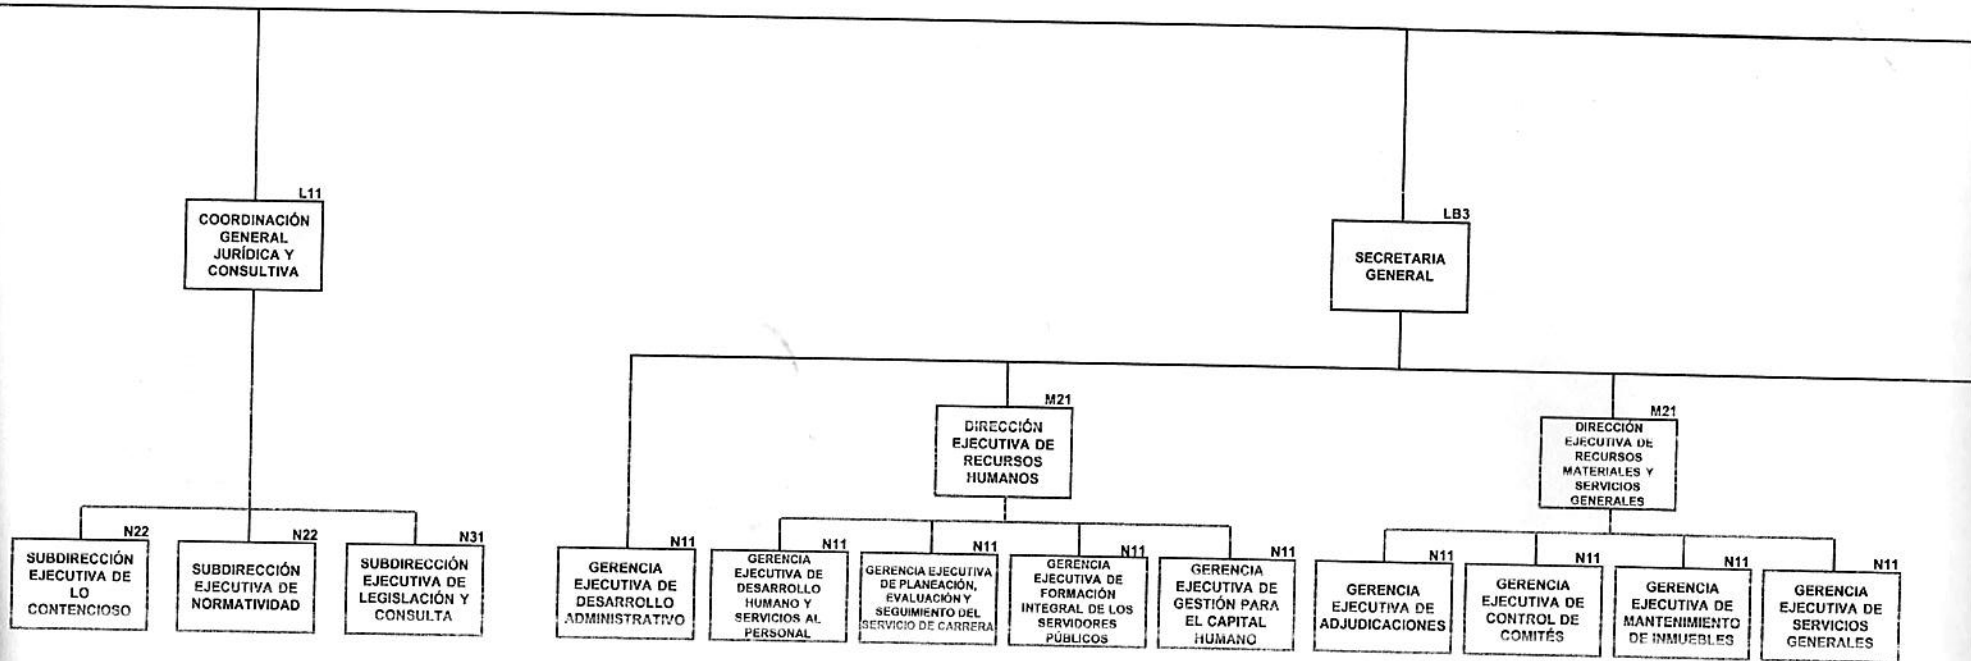 L11
COORDINACIÓN
GENERAL
JURÍDICA Y
CONSULTIVA
LB3
SECRETARIA
GENERAL
M21
DIRECCIÓN
EJECUTIVA DE
RECURSOS
HUMANOS
M21
DIRECCIÓN
EJECUTIVA DE
RECURSOS
MATERIALES Y
SERVICIOS
GENERALES
N22
SUBDIRECCIÓN
EJECUTIVA DE
LO
CONTENCIOSO
N22
SUBDIRECCIÓN
EJECUTIVA DE
NORMATIVIDAD
N31
SUBDIRECCIÓN
EJECUTIVA DE
LEGISLACIÓN Y
CONSULTA
N11
GERENCIA
EJECUTIVA DE
DESARROLLO
ADMINISTRATIVO
N11
GERENCIA
EJECUTIVA DE
DESARROLLO
HUMANO Y
SERVICIOS AL
PERSONAL
N11
GERENCIA EJECUTIVA
DE PLANEACIÓN,
EVALUACIÓN Y
SEGUIMIENTO DEL
SERVICIO DE CARRERA
N11
GERENCIA
EJECUTIVA DE
FORMACIÓN
INTEGRAL DE LOS
SERVIDORES
PÚBLICOS
N11
GERENCIA
EJECUTIVA DE
GESTIÓN PARA
EL CAPITAL
HUMANO
N11
GERENCIA
EJECUTIVA DE
ADJUDICACIONES
N11
GERENCIA
EJECUTIVA DE
CONTROL DE
COMITÉS
N11
GERENCIA
EJECUTIVA DE
MANTENIMIENTO
DE INMUEBLES
N11
GERENCIA
EJECUTIVA DE
SERVICIOS
GENERALES